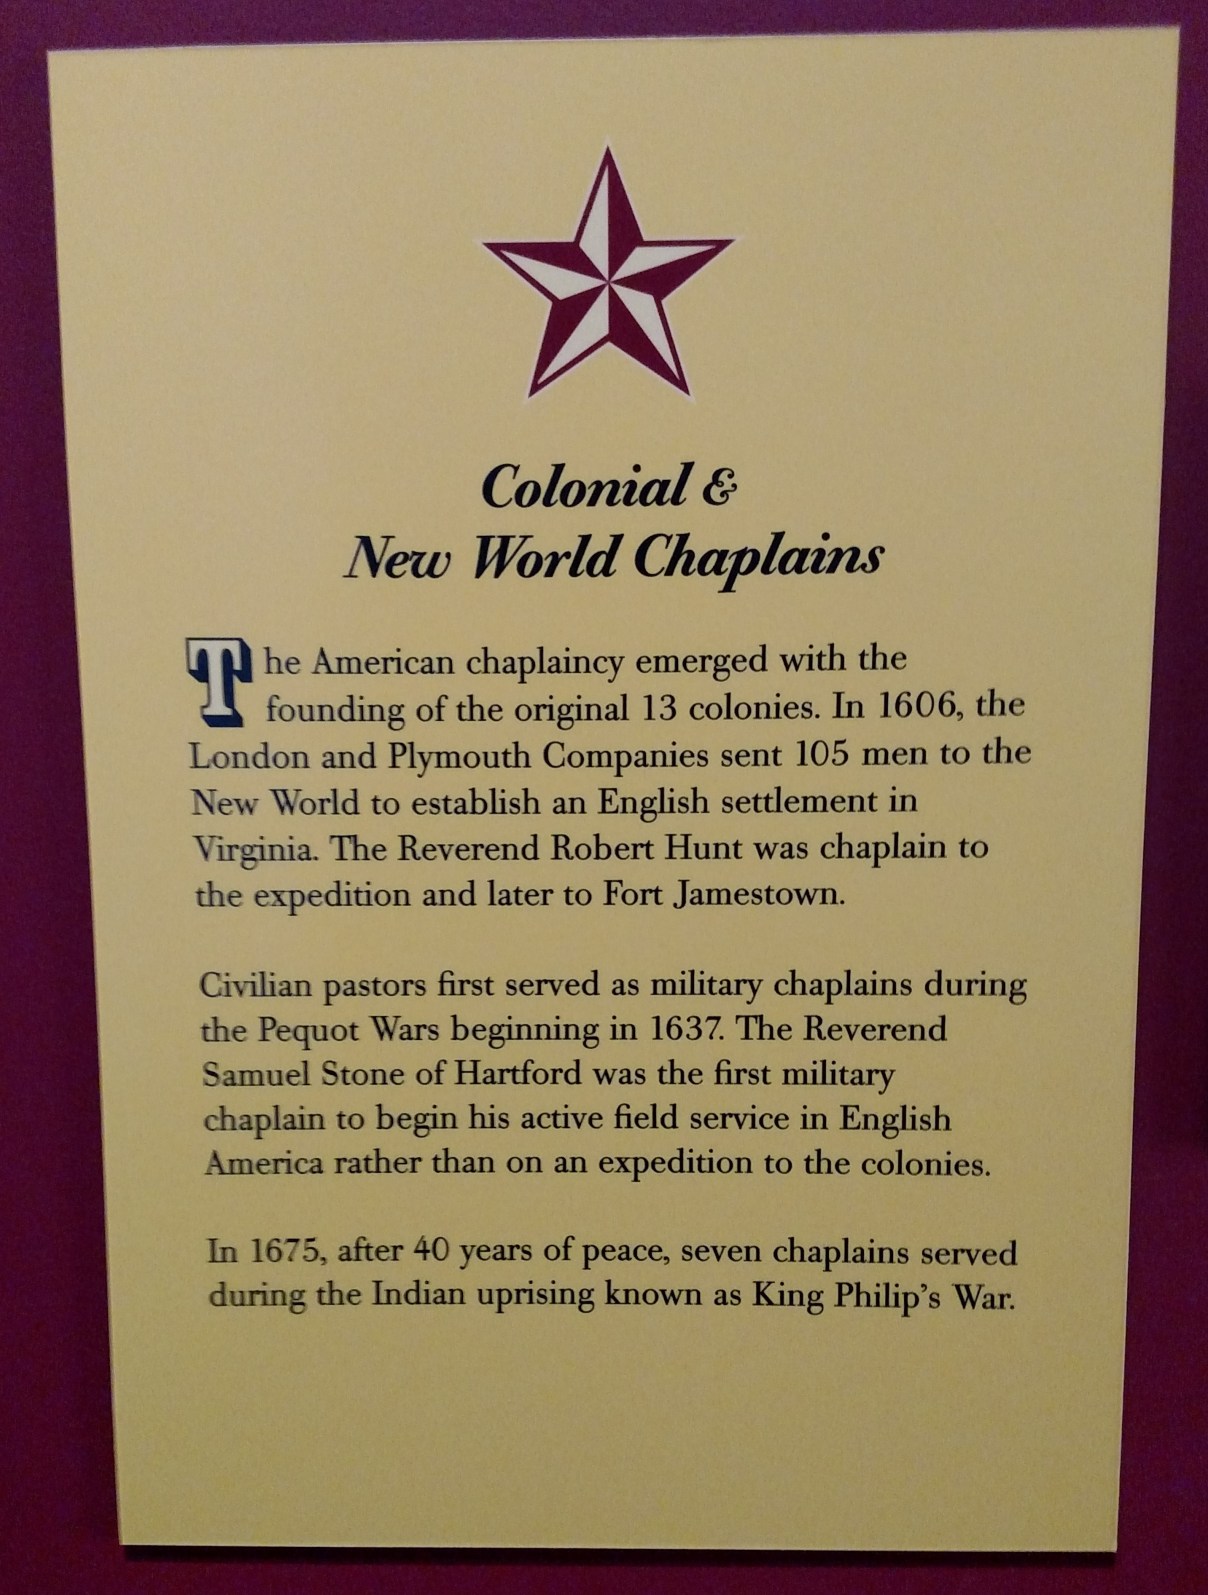 Colonial &
New World Chaplains
The American chaplaincy emerged with the
founding of the original 13 colonies. In 1606, the
London and Plymouth Companies sent 105 men to the
New World to establish an English settlement in
Virginia. The Reverend Robert Hunt was chaplain to
the expedition and later to Fort Jamestown.
Civilian pastors first served as military chaplains during
the Pequot Wars beginning in 1637. The Reverend
Samuel Stone of Hartford was the first military
chaplain to begin his active field service in English
America rather than on an expedition to the colonies.
In 1675, after 40 years of peace, seven chaplains served
during the Indian uprising known as King Philip's War.